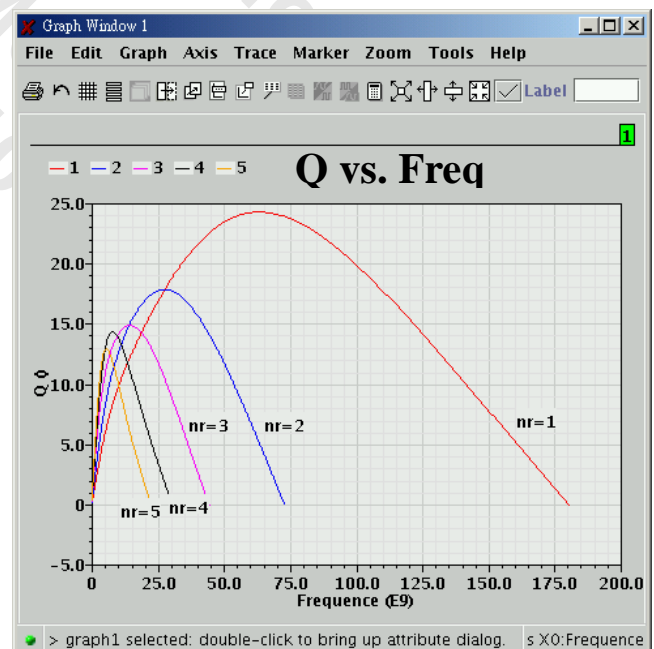 Graph Window 1
File Edit Graph Axis Trace Marker Zoom Tools Help
Label
1
1 2 3 4 5
Q vs. Freq
25.0
20.0
15.0
10.0
5.0
0
-5.0
Q ()
nr=3 nr=2 nr=1
nr=5 nr=4
0 25.0 50.0 75.0 100.0 125.0 150.0 175.0 200.0
Frequence (E9)
> graph1 selected: double-click to bring up attribute dialog. s X0:Frequence